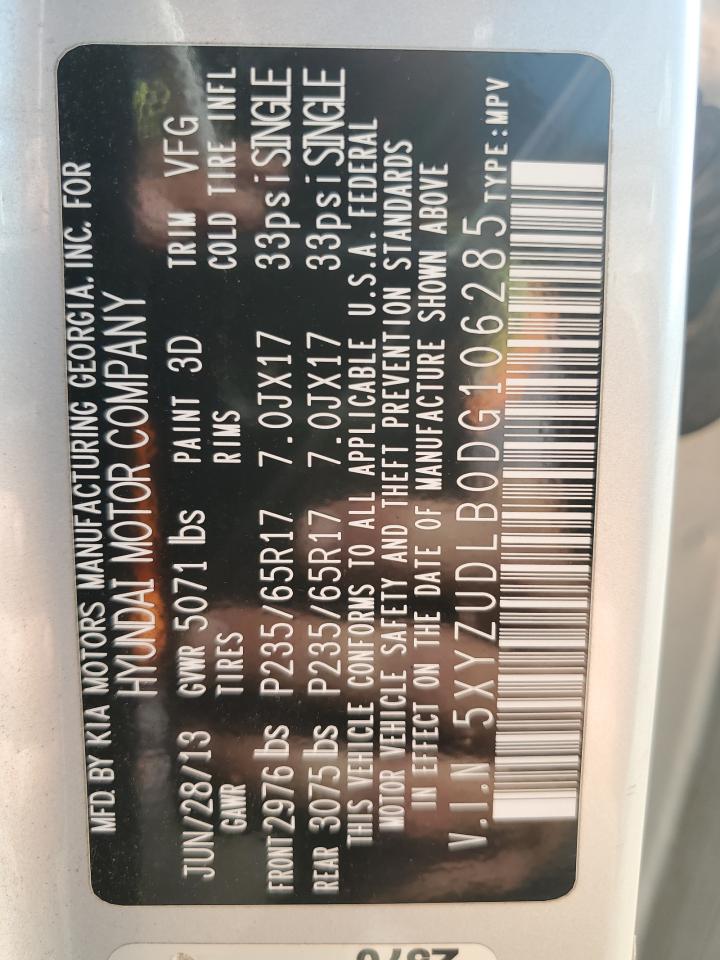 MFD. BY KIA MOTORS MANUFACTURING GEORGIA, INC. FOR
HYUNDAI MOTOR COMPANY
JUN/28/13 GVWR 5071 lbs PAINT 3D TRIM VFG
GAWR TIRES RIMS COLD TIRE INFL
FRONT 2976 lbs P235/65R17 7.0JX17 33psi SINGLE
REAR 3075 lbs P235/65R17 7.0JX17 33psi SINGLE
THIS VEHICLE CONFORMS TO ALL APPLICABLE U.S.A. FEDERAL
MOTOR VEHICLE SAFETY AND THEFT PREVENTION STANDARDS
IN EFFECT ON THE DATE OF MANUFACTURE SHOWN ABOVE
V.I.N 5XYZUDLB0DG106285 TYPE:MPV